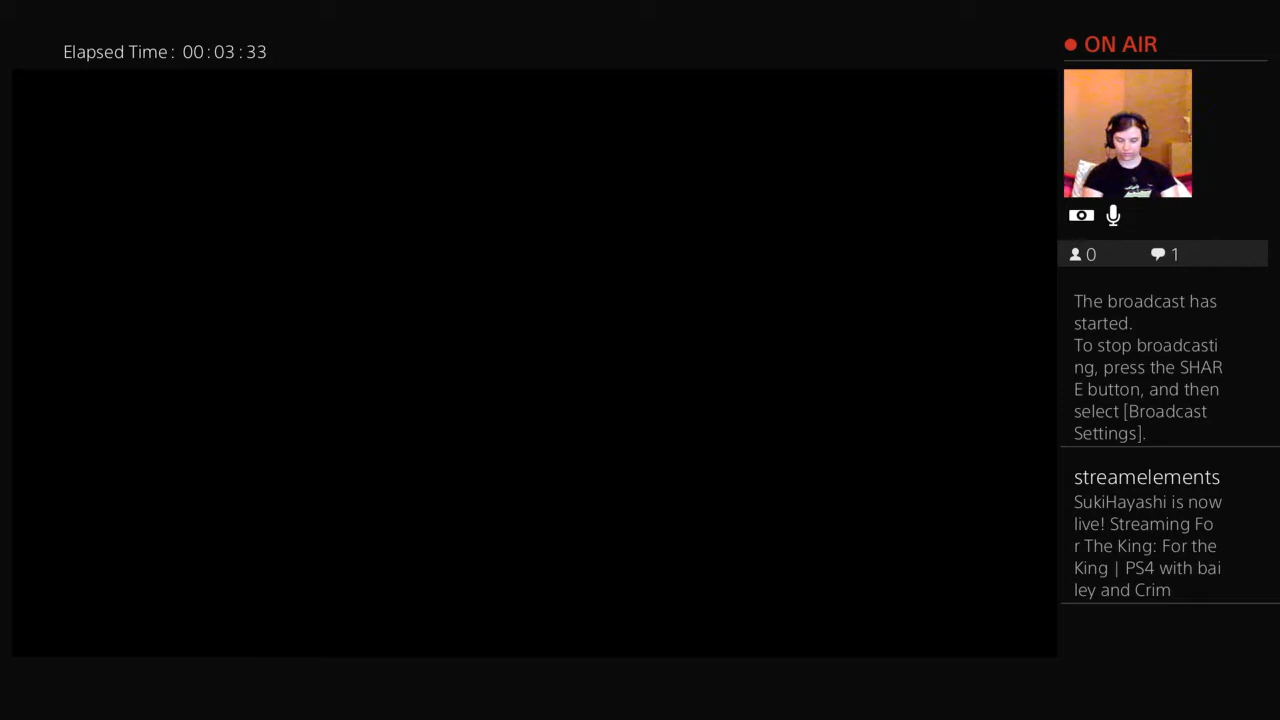 Elapsed Time: 00:03:33
ON AIR
0 1
The broadcast has
started.
To stop broadcasti
ng, press the SHAR
E button, and then
select [Broadcast
Settings].
streamelements
SukiHayashi is now
live! Streaming Fo
r The King: For the
King | PS4 with bai
ley and Crim